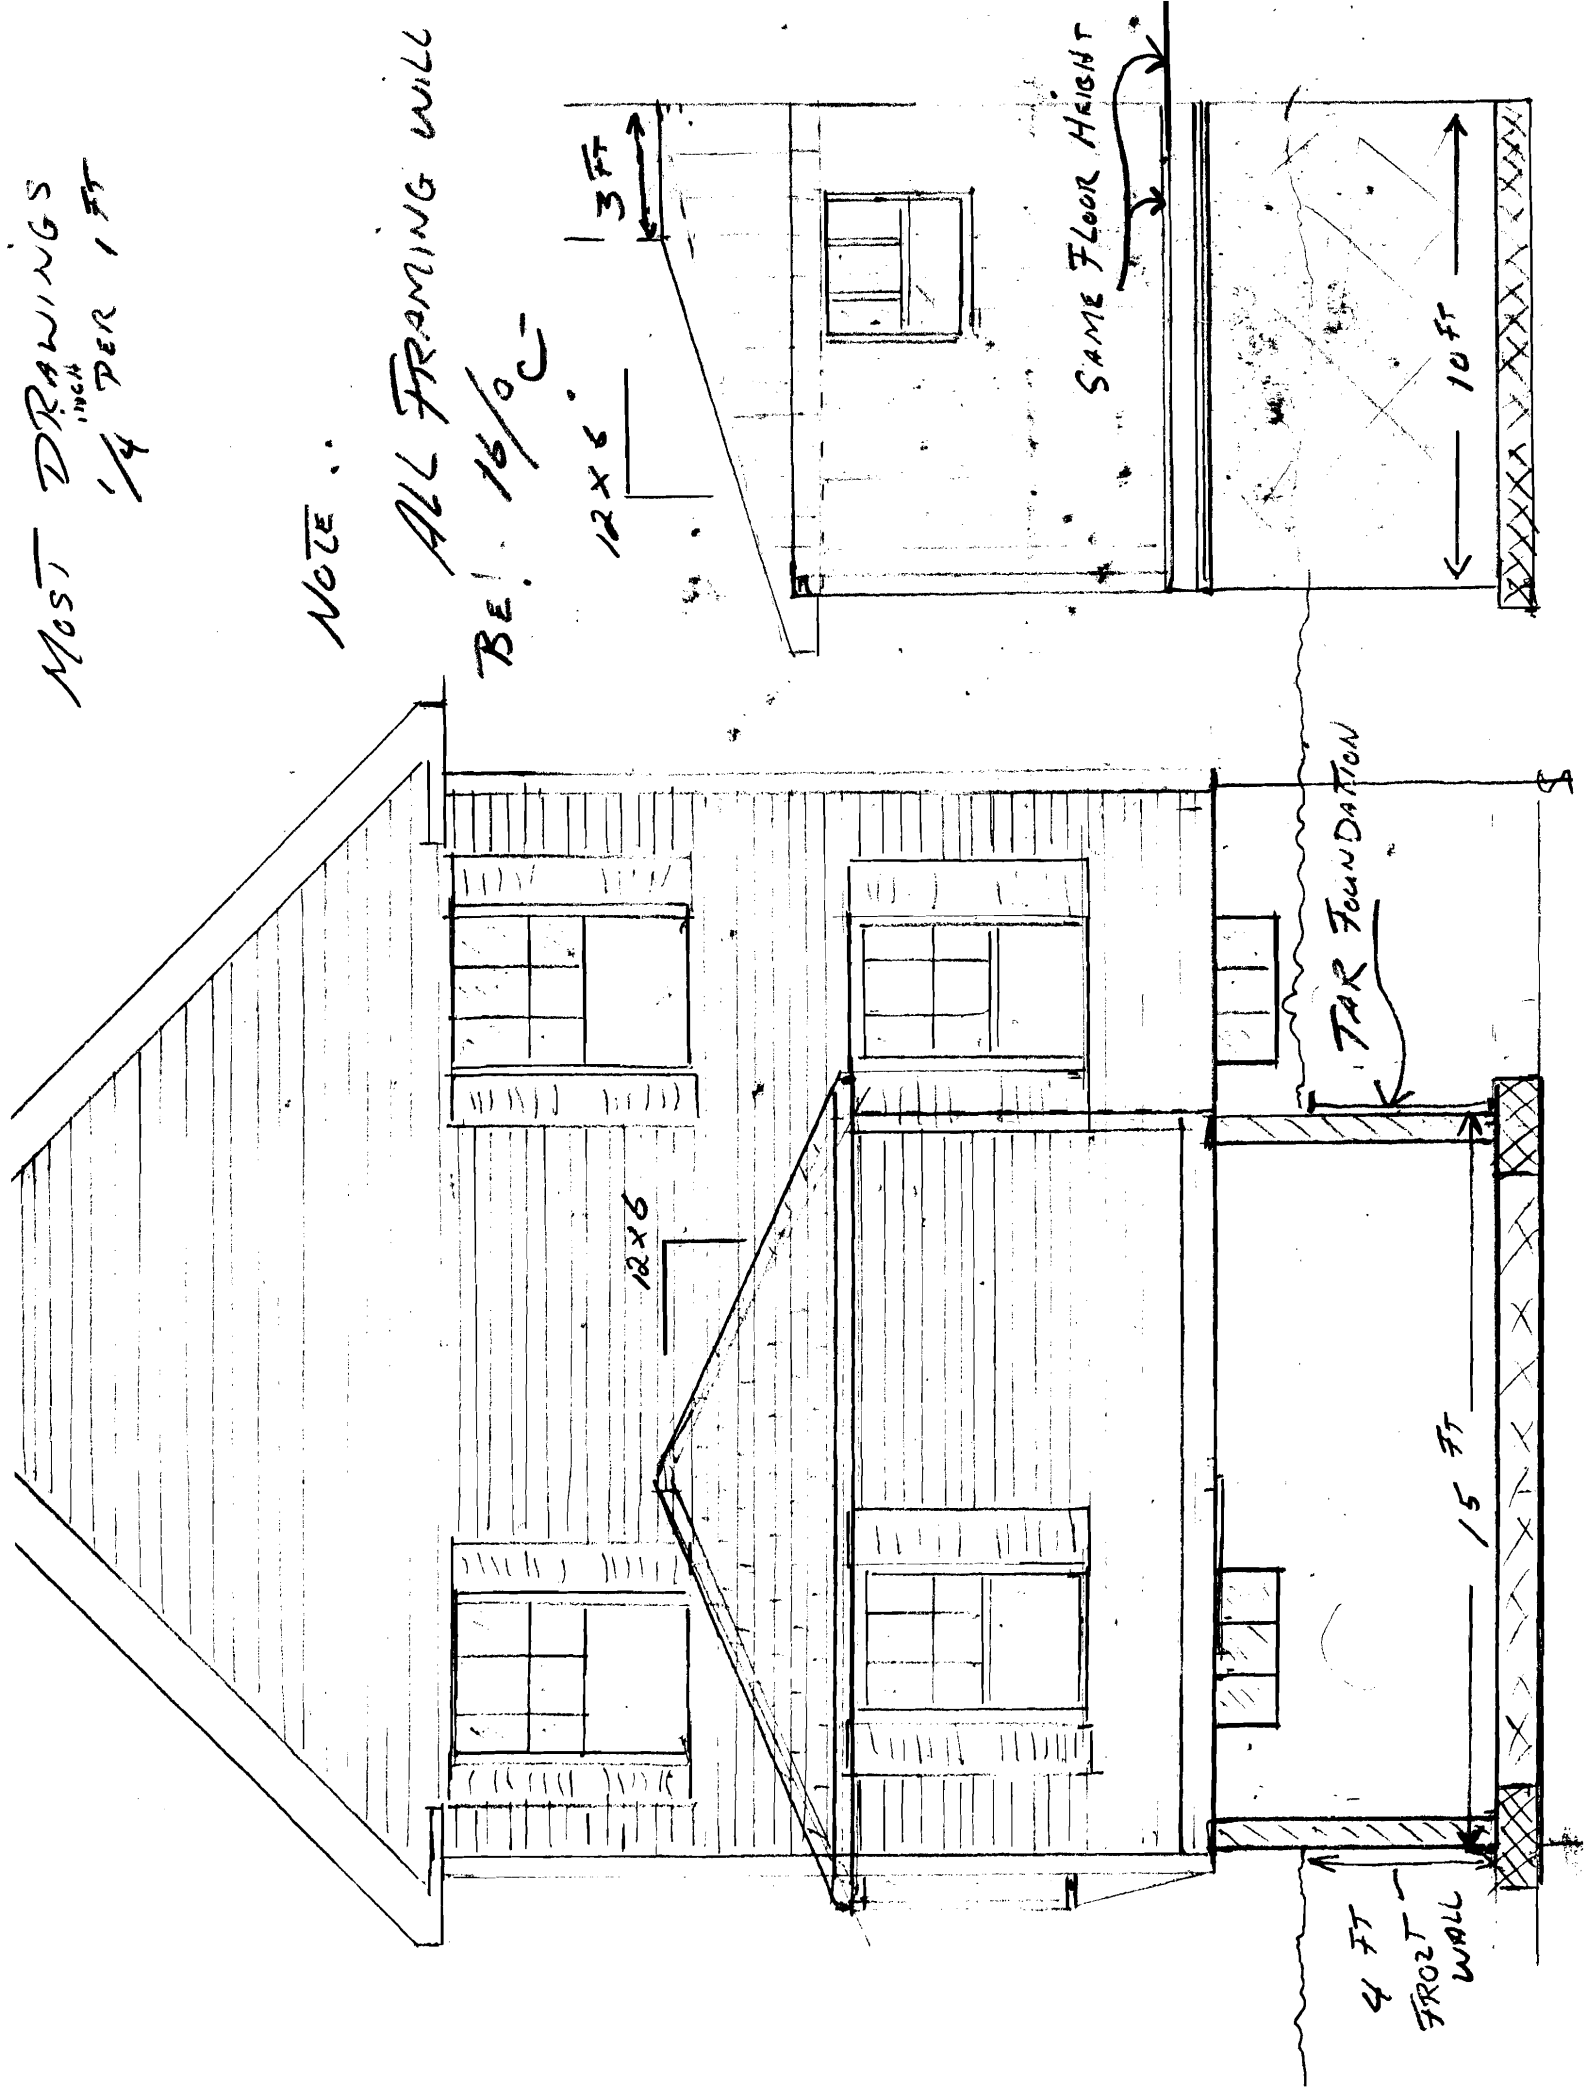 MOST DRAWINGS
1/4 INCH PER 1 FT
NOTE..
ALL FRAMING WILL
BE! 16/OC
12 x 6
3 FT
12 x 6
SAME FLOOR HEIGHT
TAR FOUNDATION
10 FT
15 FT
4 FT
FROST
WALL